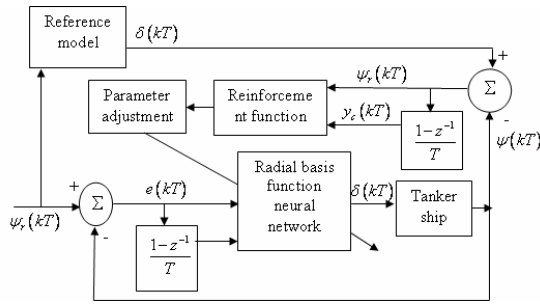 Reference
model
δ(kT)
+
ψr(kT)
Σ
Parameter
adjustment
Reinforceme
nt function
yc(kT)
-
ψ(kT)
1-z⁻¹
T
Radial basis
function
neural
network
+
e(kT)
δ(kT)
Tanker
ship
Σ
ψr(kT)
-
1-z⁻¹
T